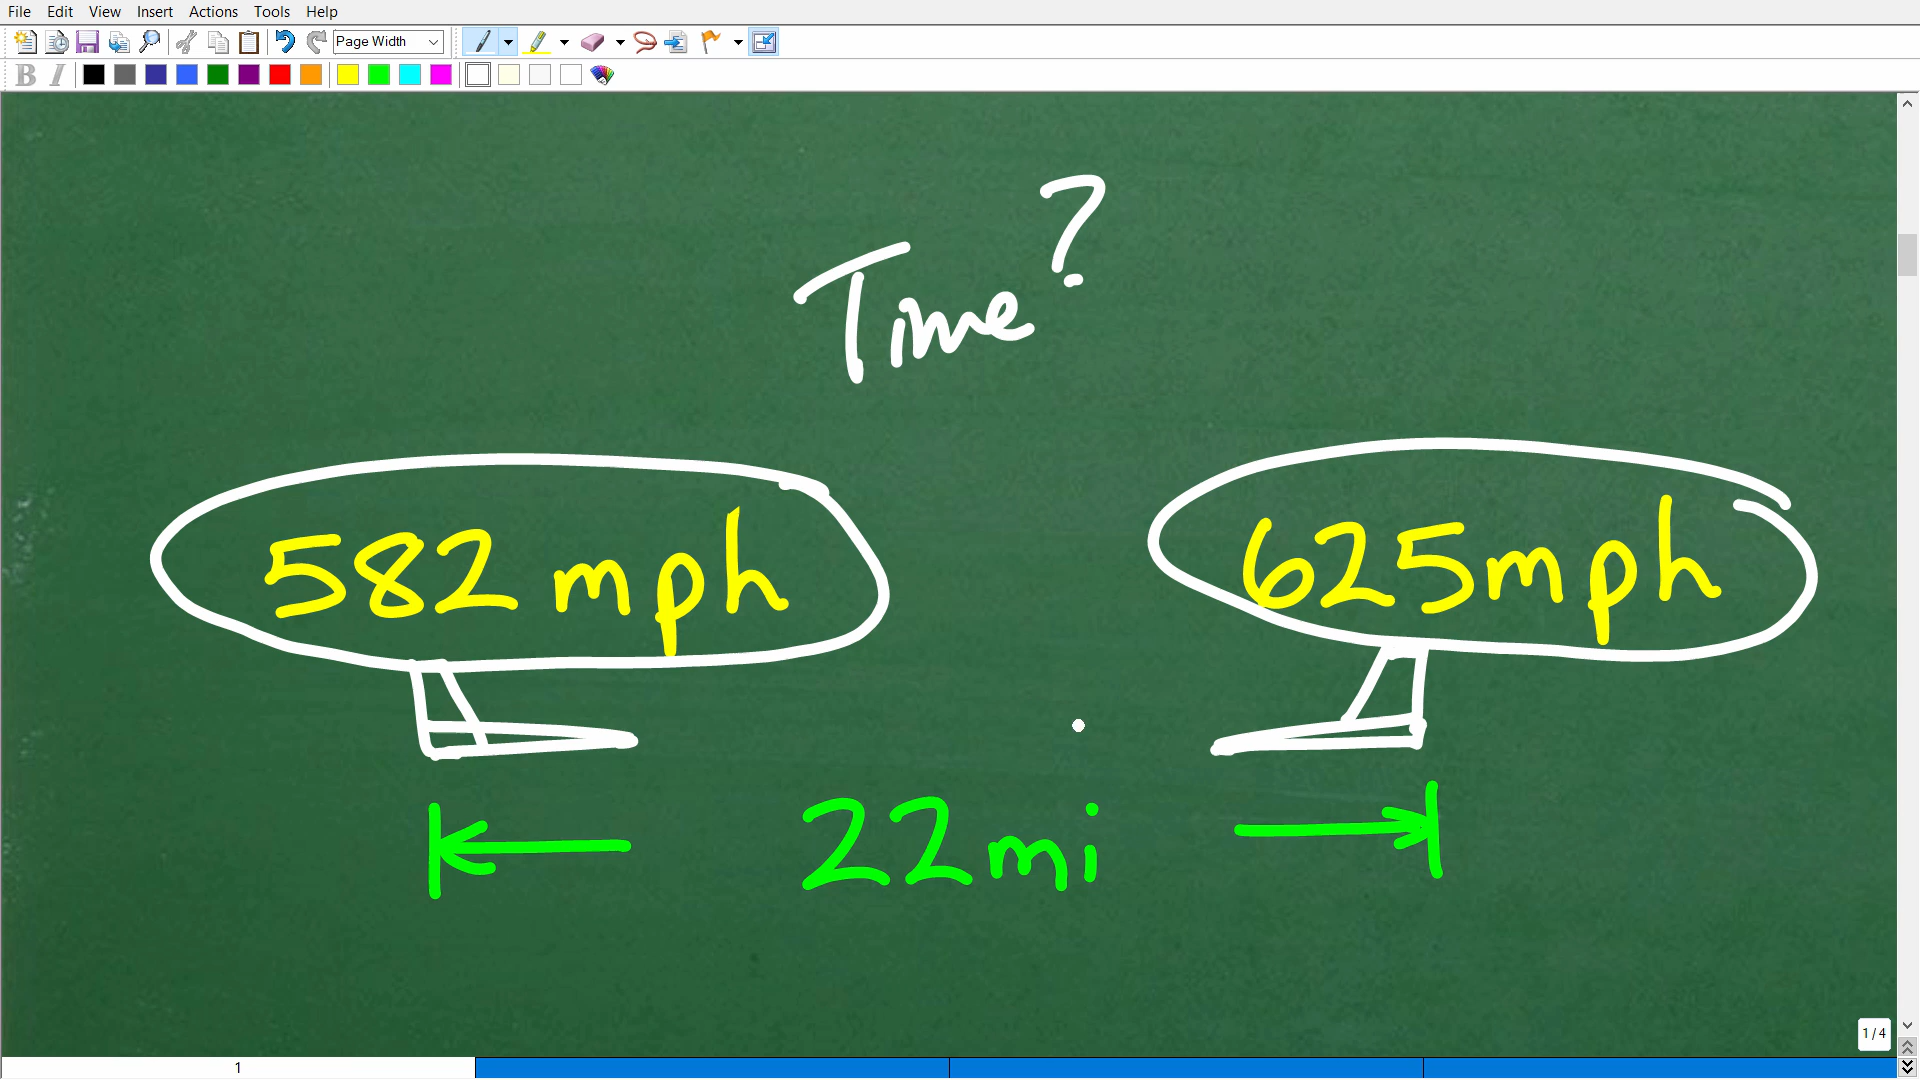 File Edit View Insert Actions Tools Help
Page Width
B I
Time?
582 mph 625mph
22mi
1 / 4
1